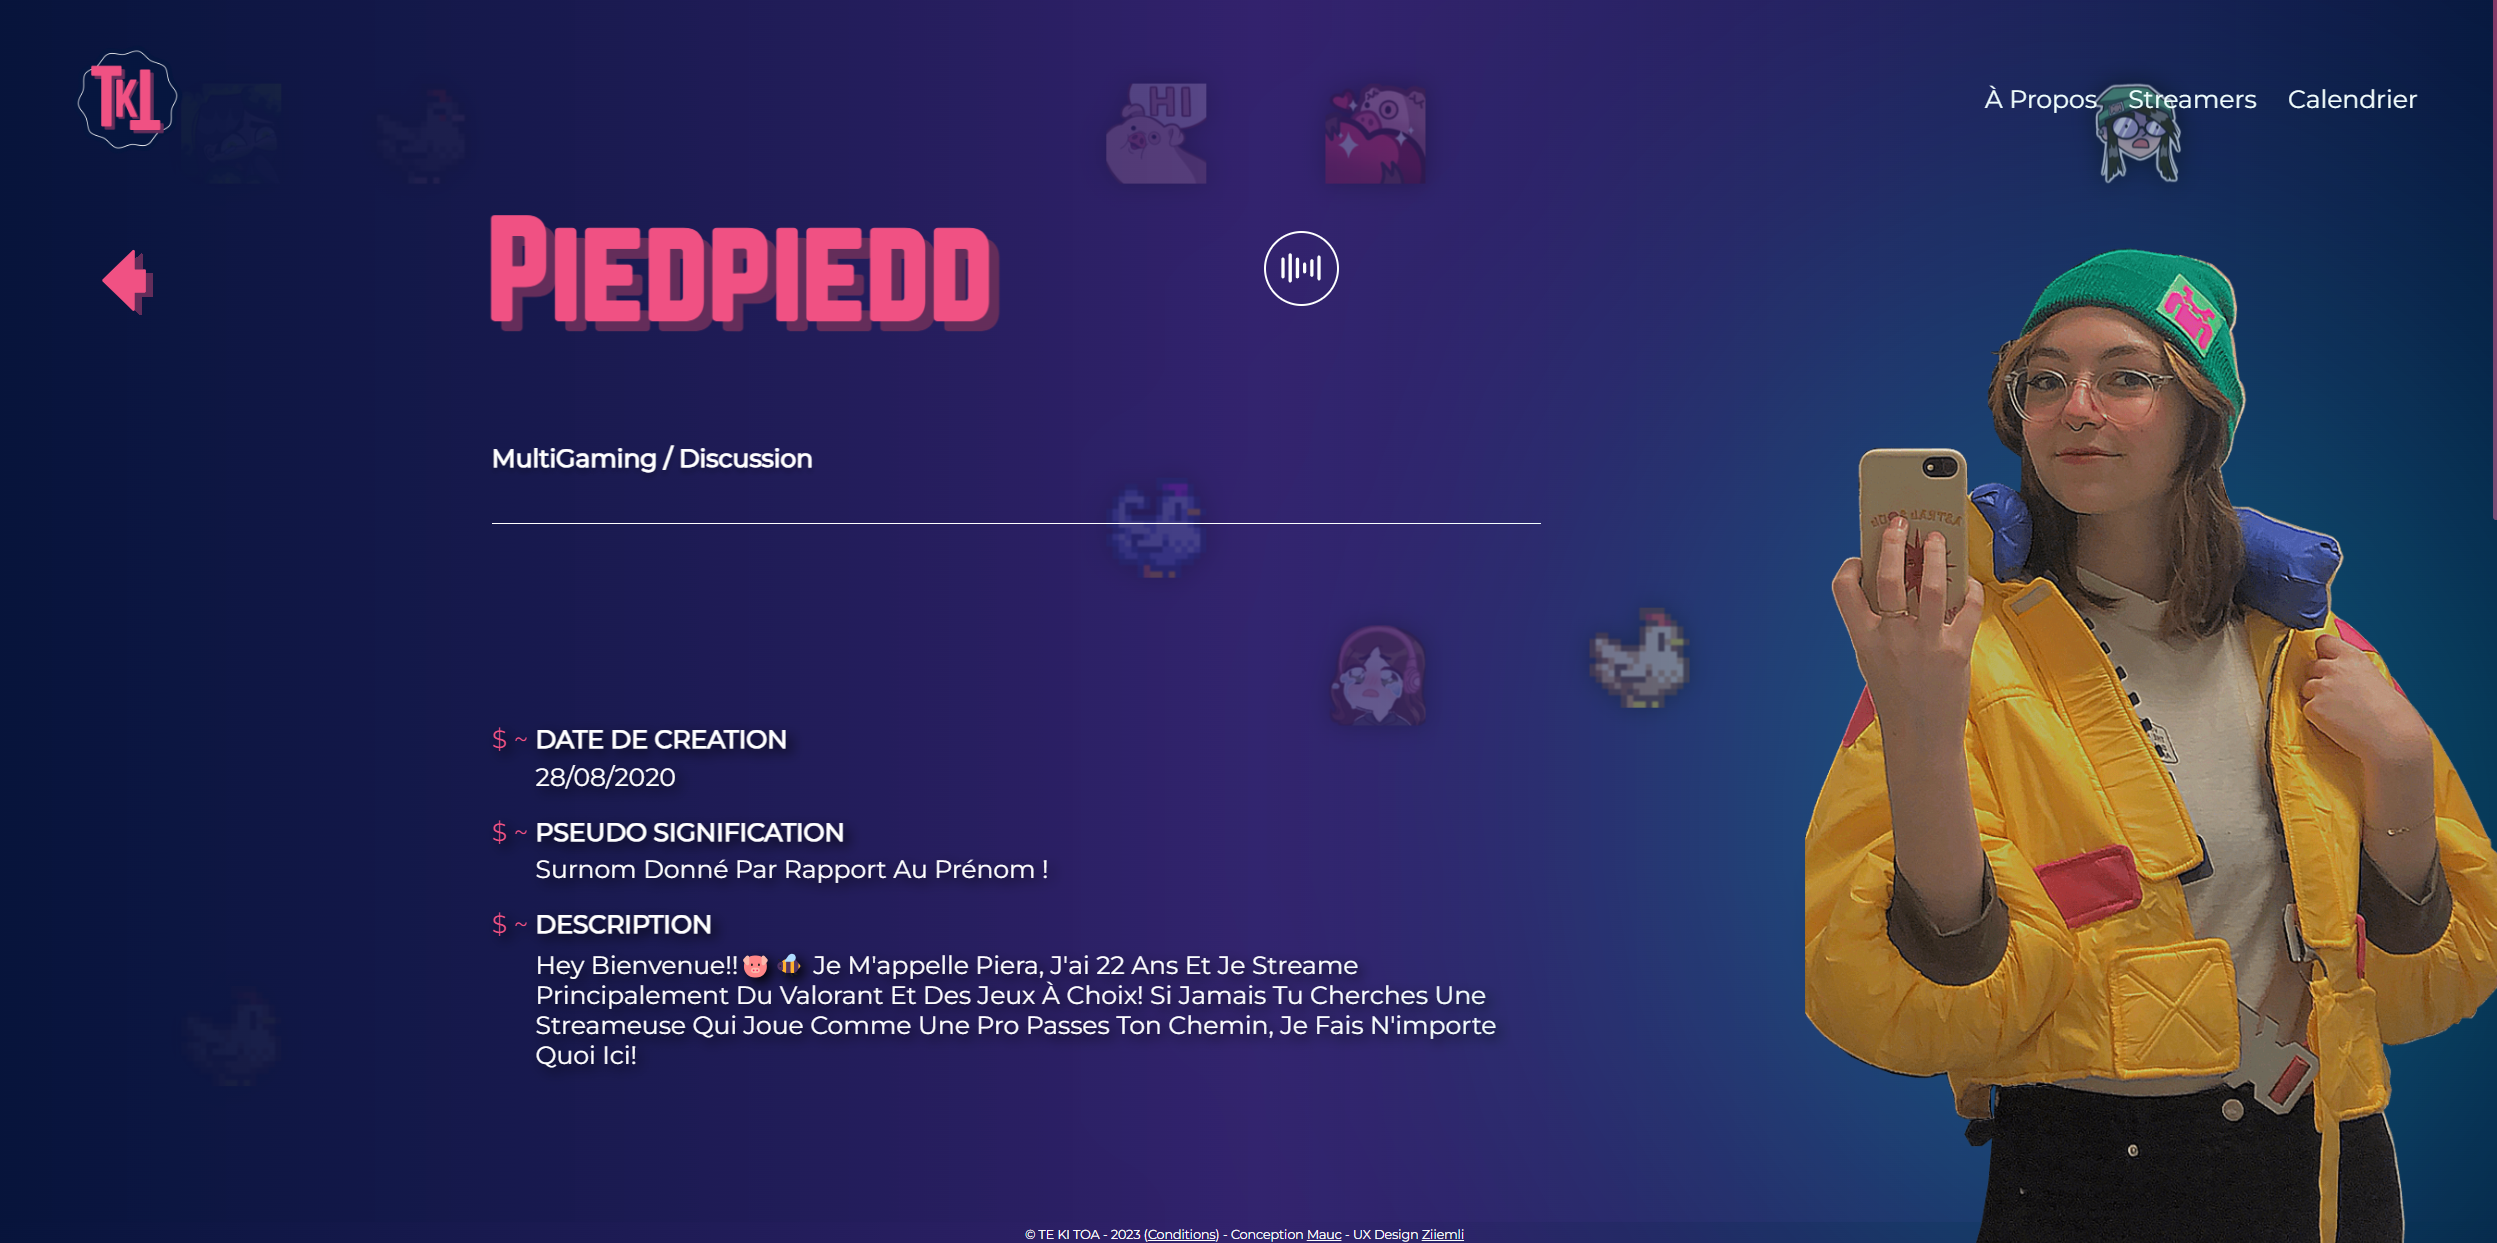 TKT
À Propos
Streamers
Calendrier
HI
PIEDPIEDD
MultiGaming / Discussion
$ ~ DATE DE CREATION
28/08/2020
$ ~ PSEUDO SIGNIFICATION
Surnom Donné Par Rapport Au Prénom !
$ ~ DESCRIPTION
Hey Bienvenue!!🐷🐝 Je M'appelle Piera, J'ai 22 Ans Et Je Streame
Principalement Du Valorant Et Des Jeux À Choix! Si Jamais Tu Cherches Une
Streameuse Qui Joue Comme Une Pro Passes Ton Chemin, Je Fais N'importe
Quoi Ici!
© TE KI TOA - 2023 (Conditions) - Conception Mauc - UX Design Ziiemli